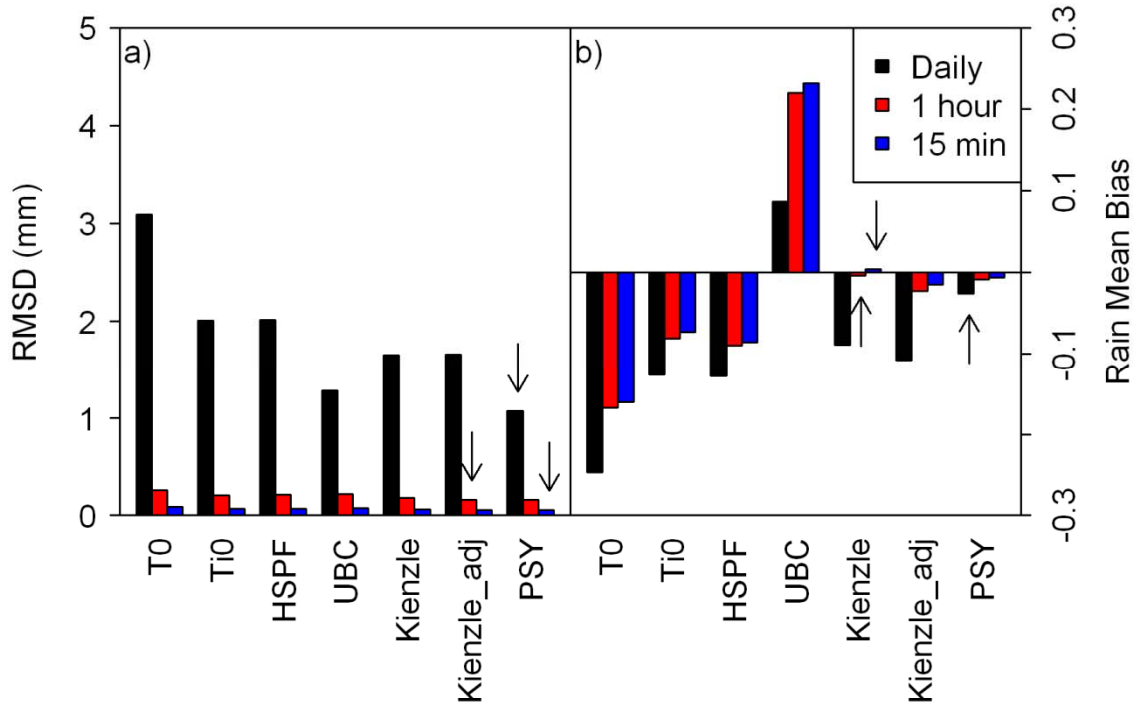 a)
RMSD (mm)
5
4
3
2
1
0
T0
Ti0
HSPF
UBC
Kienzle
Kienzle_adj
PSY
b)
Daily
1 hour
15 min
T0
Ti0
HSPF
UBC
Kienzle
Kienzle_adj
PSY
0.3
0.2
0.1
-0.1
-0.3
Rain Mean Bias